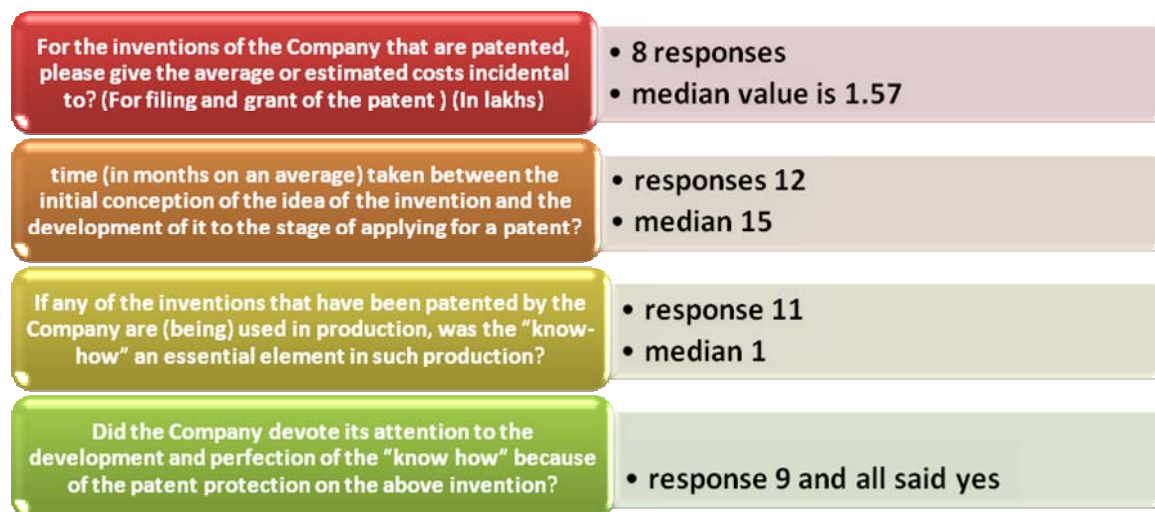 For the inventions of the Company that are patented,
please give the average or estimated costs incidental
to? (For filing and grant of the patent ) (In lakhs)
• 8 responses
• median value is 1.57
time (in months on an average) taken between the
initial conception of the idea of the invention and the
development of it to the stage of applying for a patent?
• responses 12
• median 15
If any of the inventions that have been patented by the
Company are (being) used in production, was the “know-
how” an essential element in such production?
• response 11
• median 1
Did the Company devote its attention to the
development and perfection of the “know how” because
of the patent protection on the above invention?
• response 9 and all said yes